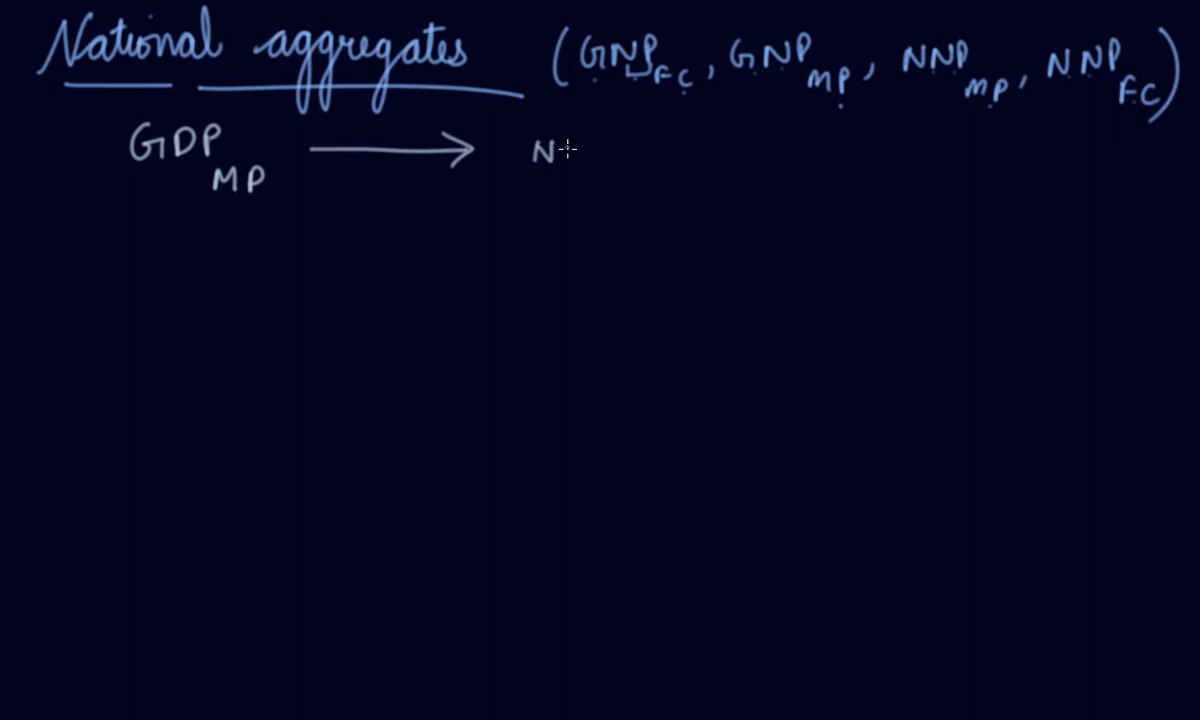 National aggregates (GNP FC, GNP MP, NNP MP, NNP FC)
GDP MP → N